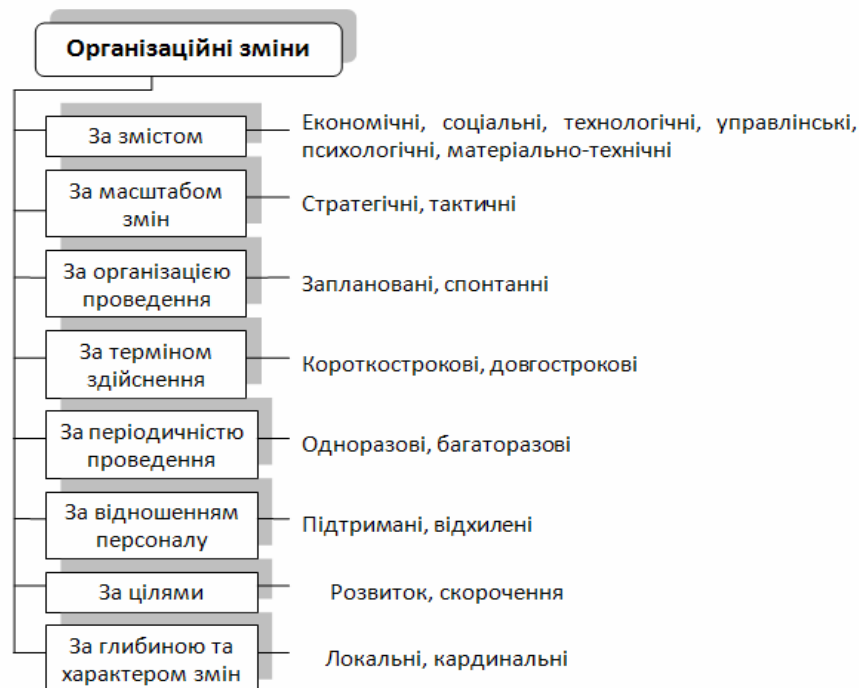 Організаційні зміни
За змістом
Економічні, соціальні, технологічні, управлінські,
психологічні, матеріально-технічні
За масштабом
змін
Стратегічні, тактичні
За організацією
проведення
Заплановані, спонтанні
За терміном
здійснення
Короткострокові, довгострокові
За періодичністю
проведення
Одноразові, багаторазові
За відношенням
персоналу
Підтримані, відхилені
За цілями
Розвиток, скорочення
За глибиною та
характером змін
Локальні, кардинальні